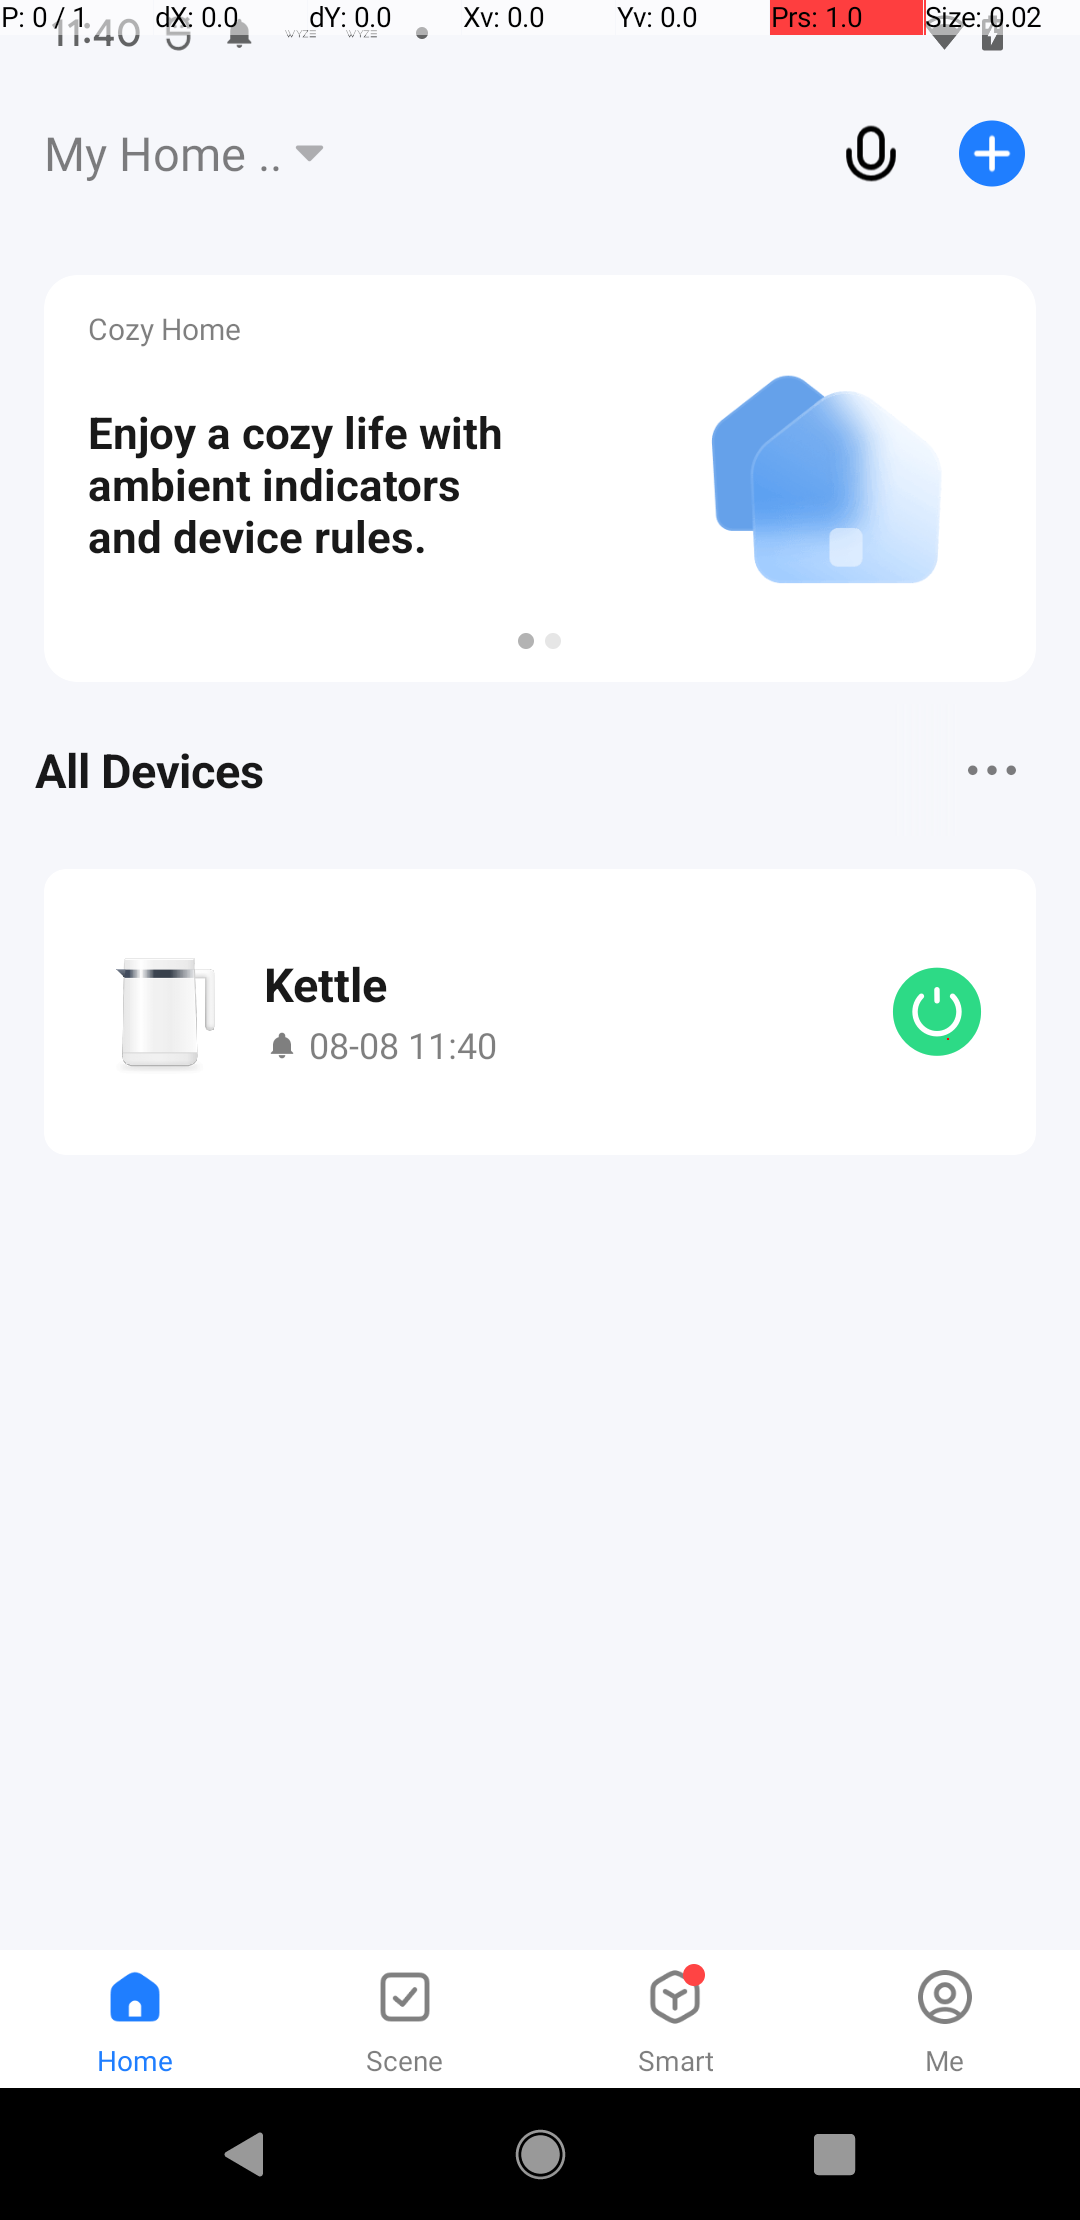 P: 0 / 1 dX: 0.0 dY: 0.0 Xv: 0.0 Yv: 0.0 Prs: 1.0 Size: 0.02
11:40 WYZE WYZE
My Home ..
Cozy Home
Enjoy a cozy life with
ambient indicators
and device rules.
All Devices
Kettle
08-08 11:40
Home Scene Smart Me